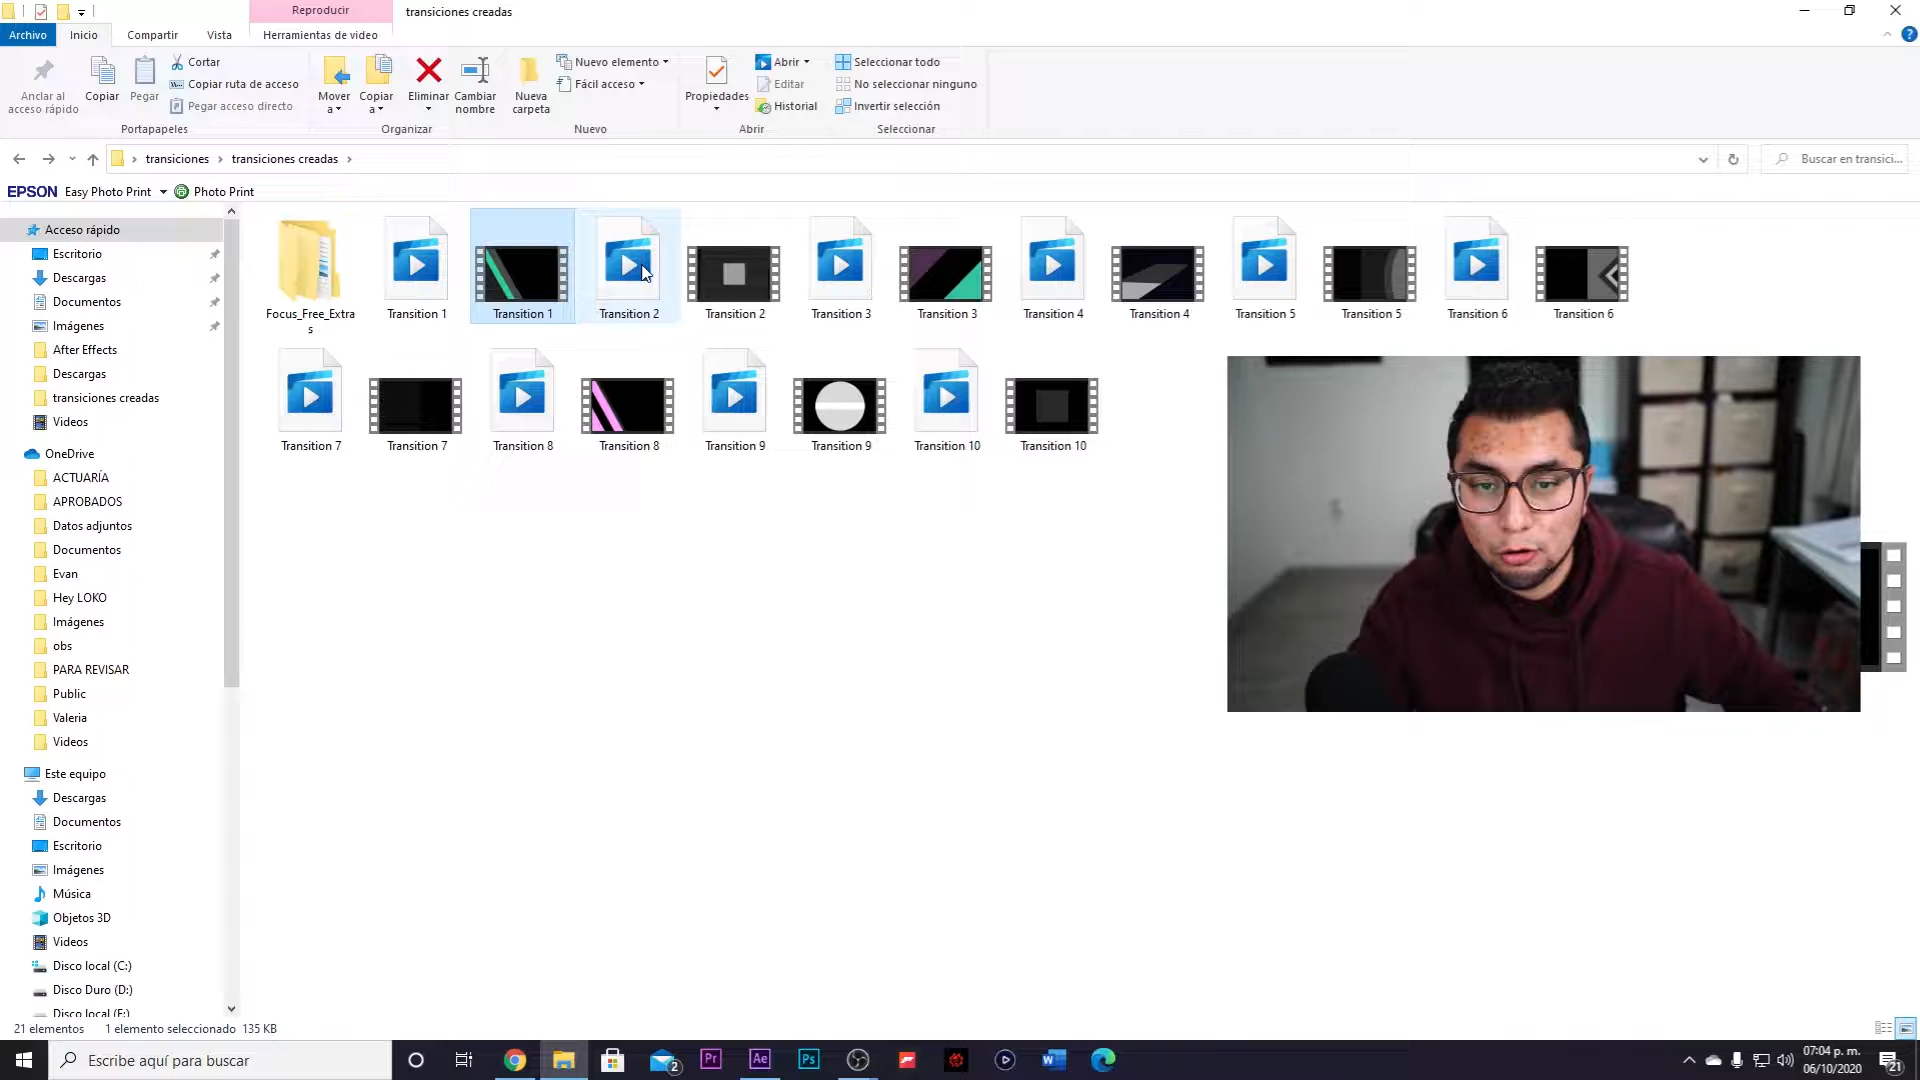 Reproducir
transiciones creadas
Archivo
Inicio
Compartir
Vista
Herramientas de video
Anclar al
acceso rápido
Copiar
Pegar
Cortar
Copiar ruta de acceso
Pegar acceso directo
Portapapeles
Mover
a
Copiar
a
Eliminar
Cambiar
nombre
Organizar
Nueva
carpeta
Nuevo elemento
Fácil acceso
Nuevo
Propiedades
Abrir
Editar
Historial
Abrir
Seleccionar todo
No seleccionar ninguno
Invertir selección
Seleccionar
transiciones
transiciones creadas
Buscar en transici...
EPSON Easy Photo Print
Photo Print
Acceso rápido
Escritorio
Descargas
Documentos
Imágenes
After Effects
Descargas
transiciones creadas
Videos
OneDrive
ACTUARÍA
APROBADOS
Datos adjuntos
Documentos
Evan
Hey LOKO
Imágenes
obs
PARA REVISAR
Public
Valeria
Videos
Este equipo
Descargas
Documentos
Escritorio
Imágenes
Música
Objetos 3D
Videos
Disco local (C:)
Disco Duro (D:)
Disco local (E:)
Focus_Free_Extra
s
Transition 1
Transition 1
Transition 2
Transition 2
Transition 3
Transition 3
Transition 4
Transition 4
Transition 5
Transition 5
Transition 6
Transition 6
Transition 7
Transition 7
Transition 8
Transition 8
Transition 9
Transition 9
Transition 10
Transition 10
21 elementos
1 elemento seleccionado 135 KB
Escribe aquí para buscar
2
Pr
Ae
Ps
W
07:04 p. m.
06/10/2020
21